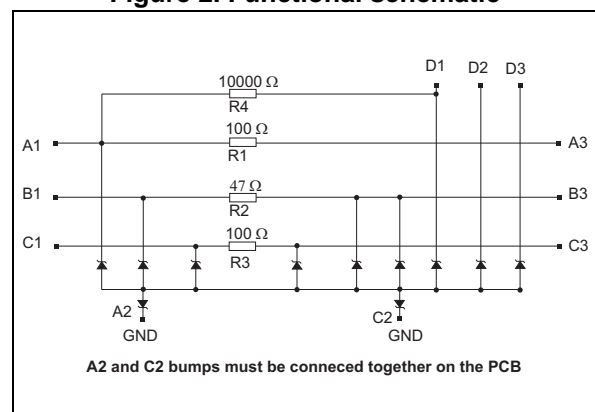 Figure 2. Functional schematic
D1 D2 D3
10000 Ω
R4
100 Ω
A1 A3
R1
47 Ω
B1 B3
R2
100 Ω
C1 C3
R3
A2 C2
GND GND
A2 and C2 bumps must be conneced together on the PCB